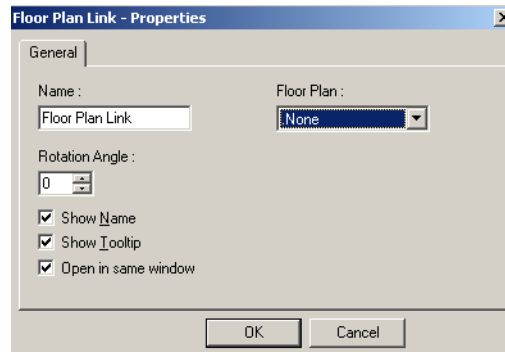 Floor Plan Link - Properties
General
Name :
Floor Plan Link
Floor Plan :
.None
Rotation Angle :
0
Show Name
Show Tooltip
Open in same window
OK
Cancel